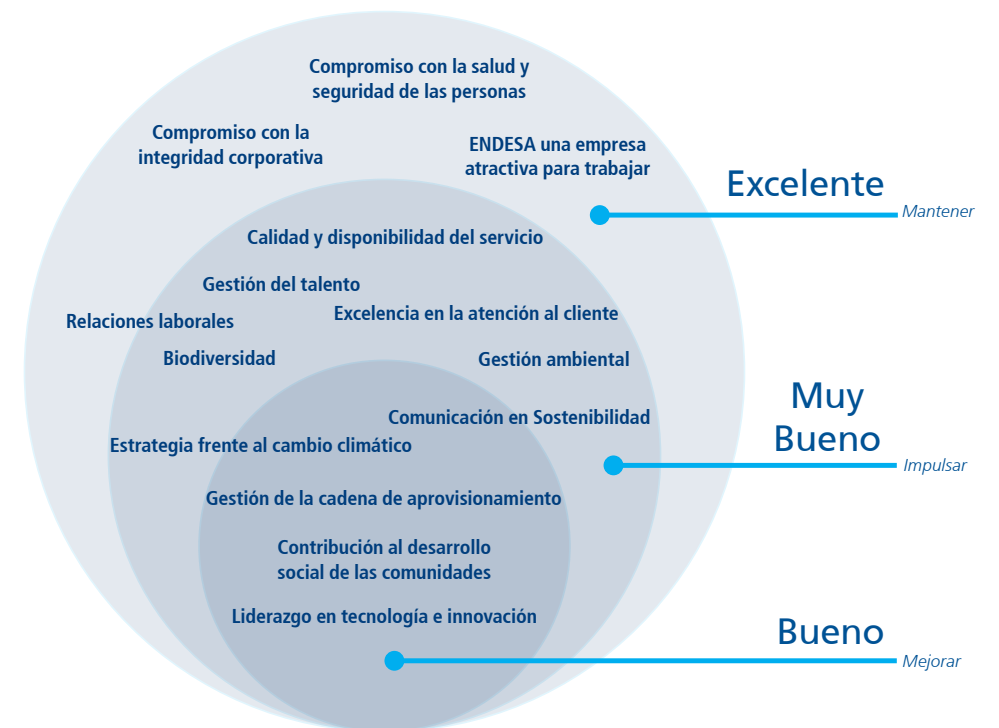 Compromiso con la salud y
seguridad de las personas
Compromiso con la
integridad corporativa
ENDESA una empresa
atractiva para trabajar
Excelente
Mantener
Calidad y disponibilidad del servicio
Gestión del talento
Excelencia en la atención al cliente
Relaciones laborales
Biodiversidad
Gestión ambiental
Muy
Bueno
Impulsar
Comunicación en Sostenibilidad
Estrategia frente al cambio climático
Gestión de la cadena de aprovisionamiento
Contribución al desarrollo
social de las comunidades
Liderazgo en tecnología e innovación
Bueno
Mejorar